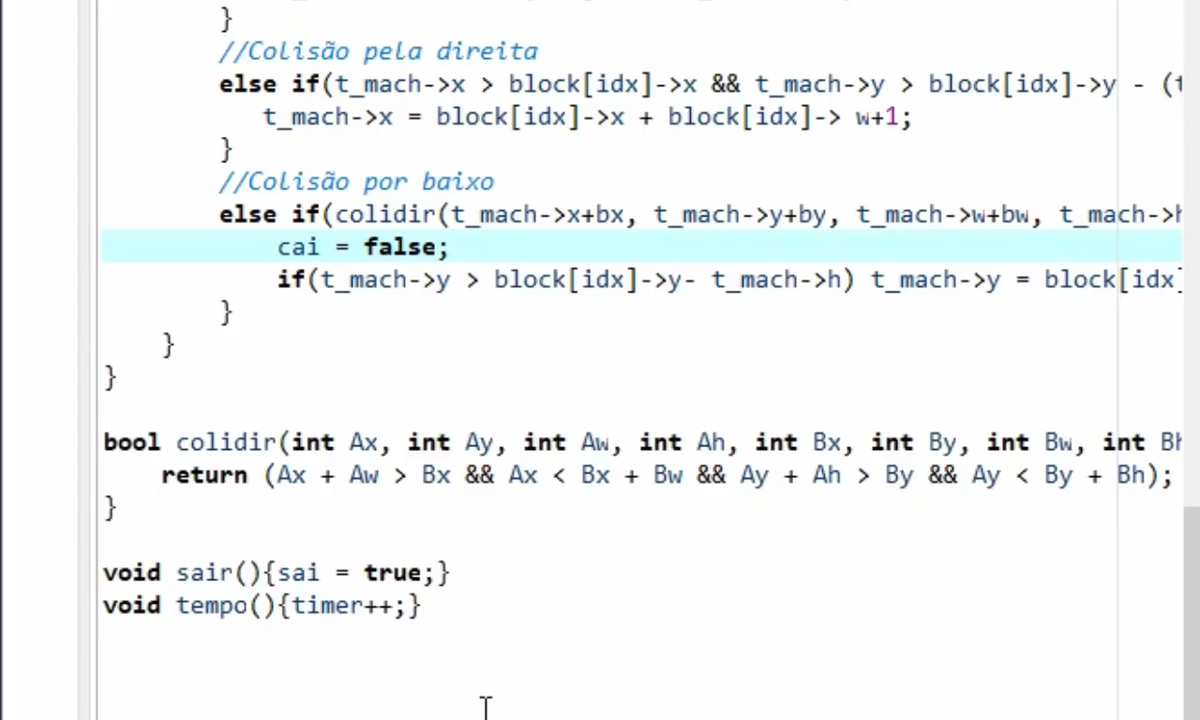 }
//Colisão pela direita
else if(t_mach->x > block[idx]->x && t_mach->y > block[idx]->y - (
t_mach->x = block[idx]->x + block[idx]-> w+1;
}
//Colisão por baixo
else if(colidir(t_mach->x+bx, t_mach->y+by, t_mach->w+bw, t_mach->
cai = false;
if(t_mach->y > block[idx]->y- t_mach->h) t_mach->y = block[idx]
}
}
}
bool colidir(int Ax, int Ay, int Aw, int Ah, int Bx, int By, int Bw, int Bh
return (Ax + Aw > Bx && Ax < Bx + Bw && Ay + Ah > By && Ay < By + Bh);
}
void sair(){sai = true;}
void tempo(){timer++;}